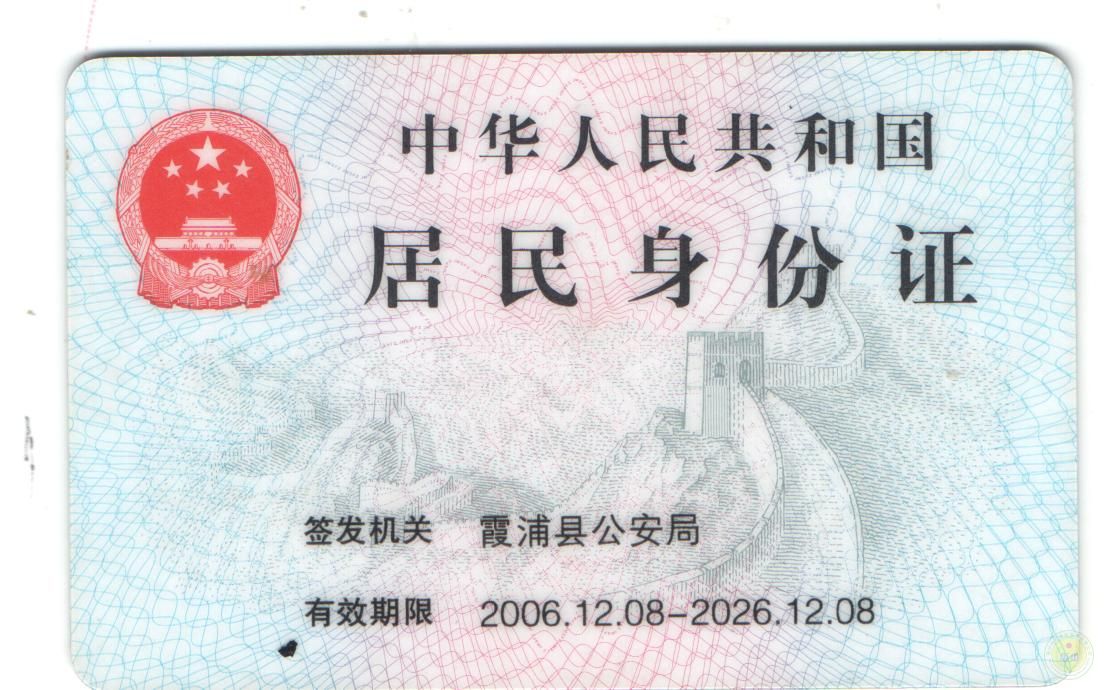 中华人民共和国
居民身份证
签发机关 霞浦县公安局
有效期限 2006.12.08-2026.12.08